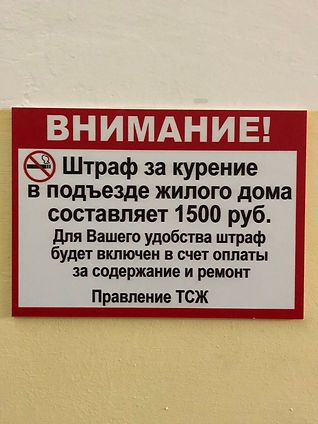 ВНИМАНИЕ!
Штраф за курение
в подъезде жилого дома
составляет 1500 руб.
Для Вашего удобства штраф
будет включен в счет оплаты
за содержание и ремонт
Правление ТСЖ